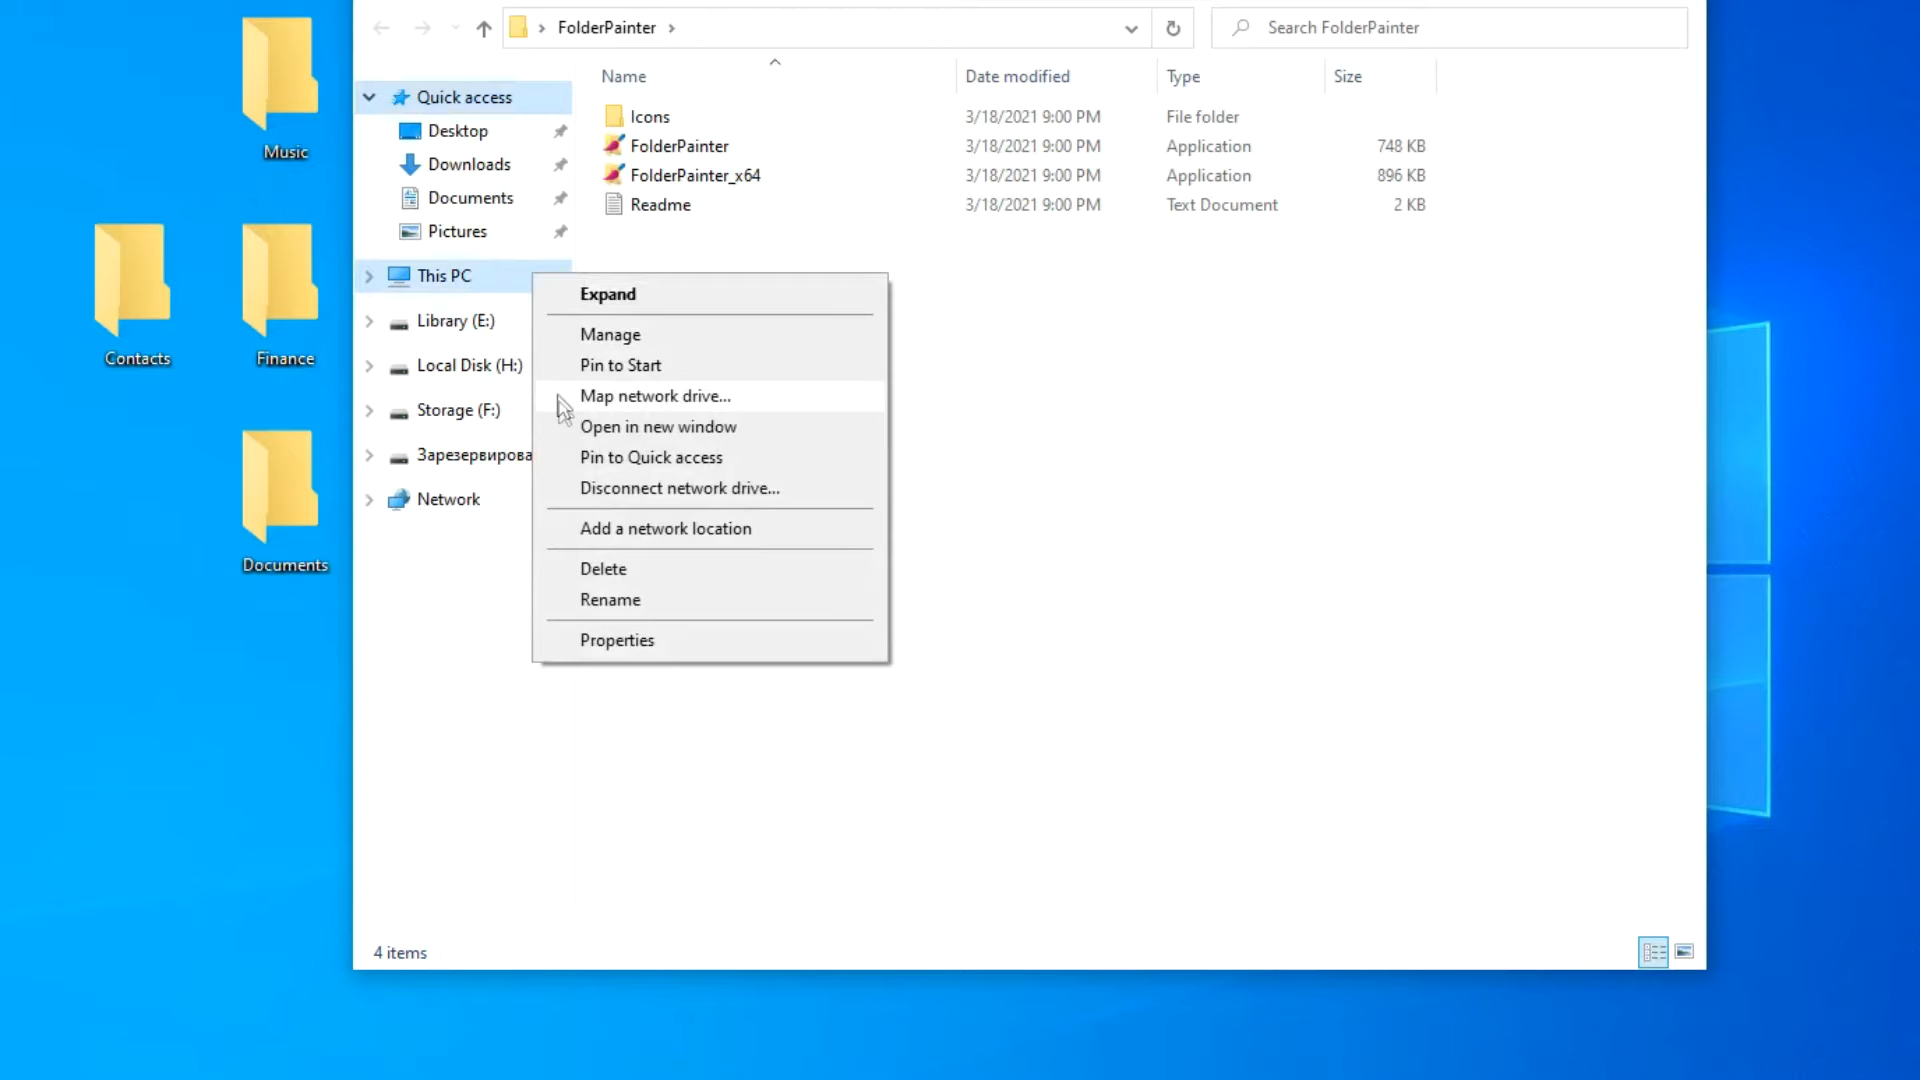 FolderPainter
Search FolderPainter
Name
Date modified
Type
Size
Quick access
Desktop
Downloads
Documents
Pictures
This PC
Library (E:)
Local Disk (H:)
Storage (F:)
Зарезервирова
Network
Icons 3/18/2021 9:00 PM File folder
FolderPainter 3/18/2021 9:00 PM Application 748 KB
FolderPainter_x64 3/18/2021 9:00 PM Application 896 KB
Readme 3/18/2021 9:00 PM Text Document 2 KB
Expand
Manage
Pin to Start
Map network drive...
Open in new window
Pin to Quick access
Disconnect network drive...
Add a network location
Delete
Rename
Properties
4 items
Music
Contacts
Finance
Documents